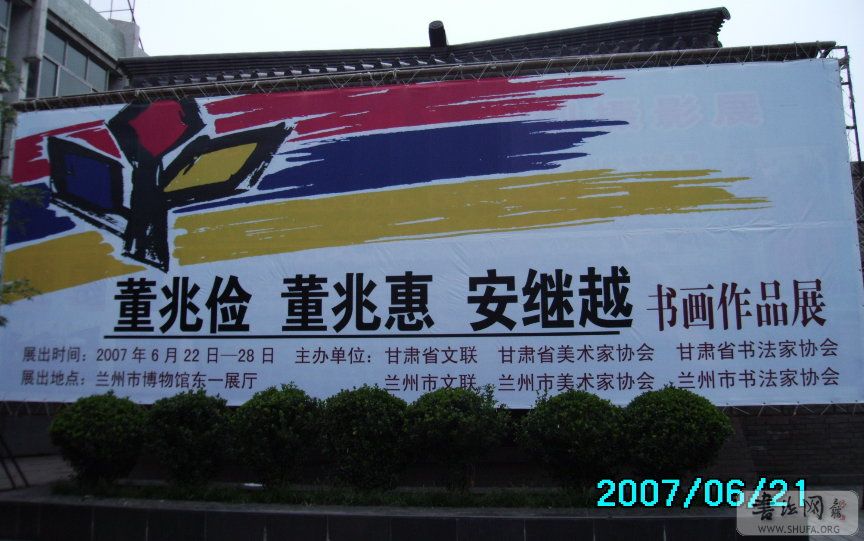 董兆俭 董兆惠 安继越 书画作品展
展出时间：2007年6月22日—28日 主办单位：甘肃省文联 甘肃省美术家协会 甘肃省书法家协会
展出地点：兰州市博物馆东一展厅 兰州市文联 兰州市美术家协会 兰州市书法家协会
2007/06/21
書法网
WWW.SHUFA.ORG